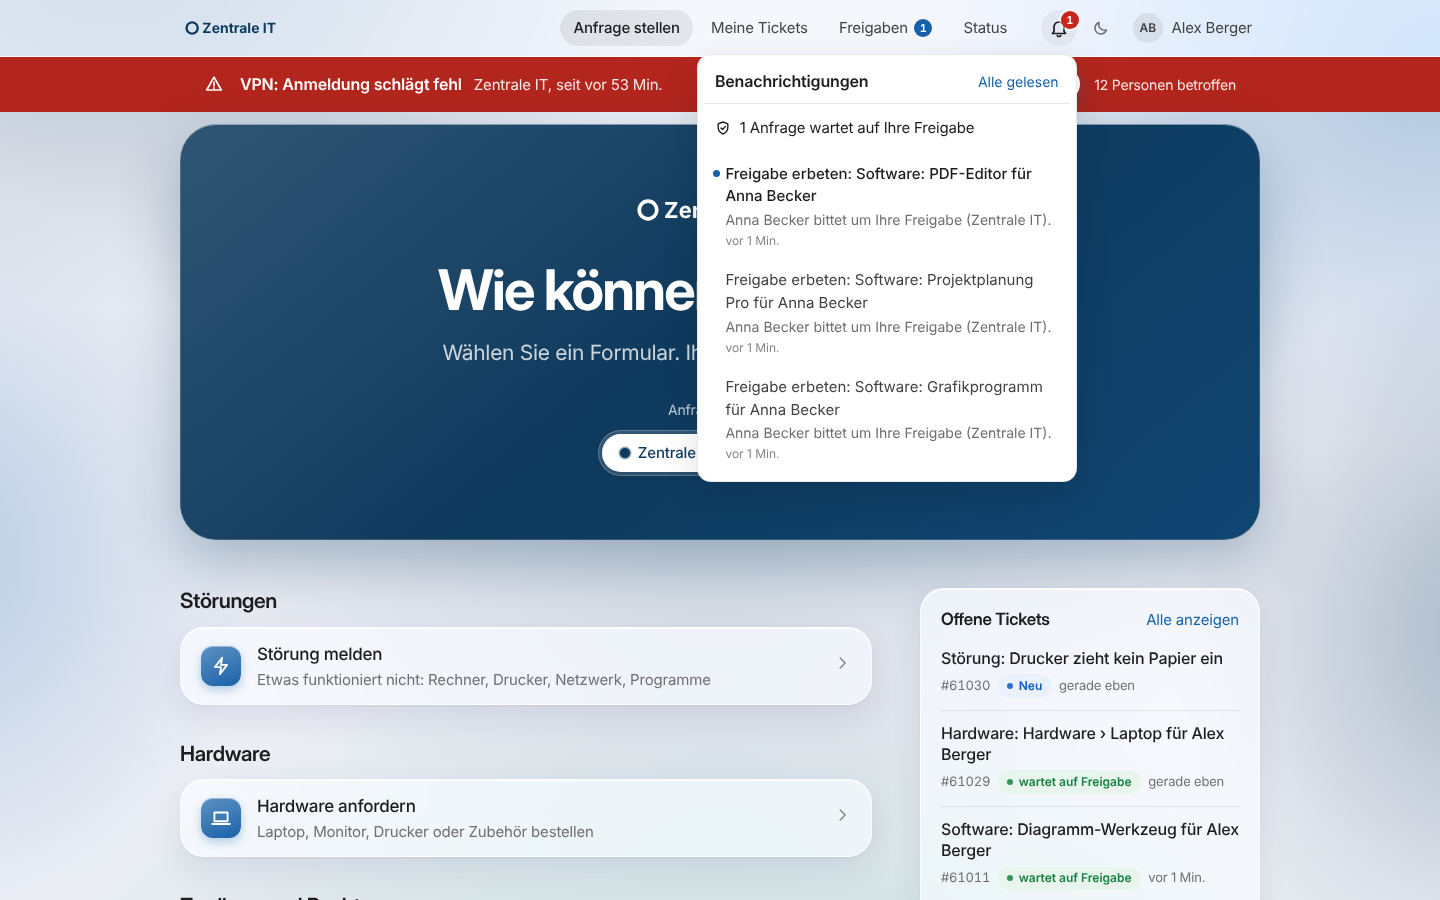 Zentrale IT
Anfrage stellen
Meine Tickets
Freigaben 1
Status
1
AB
Alex Berger
VPN: Anmeldung schlägt fehl
Zentrale IT, seit vor 53 Min.
12 Personen betroffen
Benachrichtigungen
Alle gelesen
1 Anfrage wartet auf Ihre Freigabe
Freigabe erbeten: Software: PDF-Editor für
Anna Becker
Anna Becker bittet um Ihre Freigabe (Zentrale IT).
vor 1 Min.
Freigabe erbeten: Software: Projektplanung
Pro für Anna Becker
Anna Becker bittet um Ihre Freigabe (Zentrale IT).
vor 1 Min.
Freigabe erbeten: Software: Grafikprogramm
für Anna Becker
Anna Becker bittet um Ihre Freigabe (Zentrale IT).
vor 1 Min.
Wie
Wählen Sie ein Formular.
Zentrale
Störungen
Störung melden
Etwas funktioniert nicht: Rechner, Drucker, Netzwerk, Programme
Hardware
Hardware anfordern
Laptop, Monitor, Drucker oder Zubehör bestellen
Offene Tickets
Alle anzeigen
Störung: Drucker zieht kein Papier ein
#61030 Neu gerade eben
Hardware: Hardware › Laptop für Alex
Berger
#61029 wartet auf Freigabe gerade eben
Software: Diagramm-Werkzeug für Alex
Berger
#61011 wartet auf Freigabe vor 1 Min.